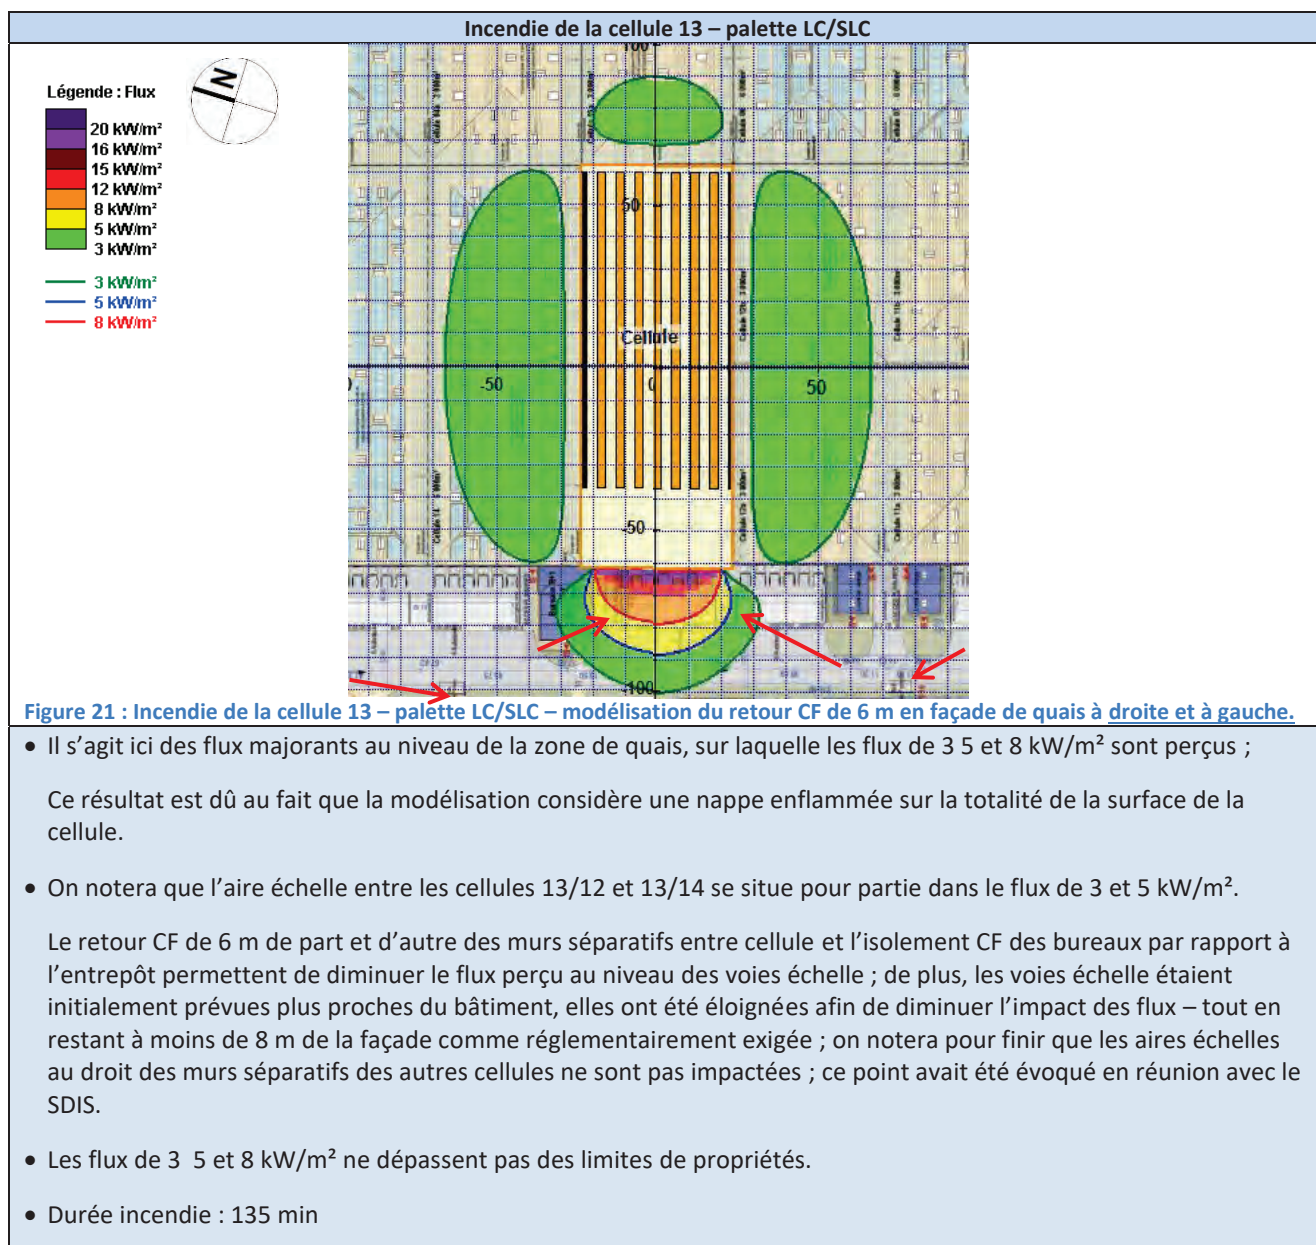 Incendie de la cellule 13 – palette LC/SLC
N
Légende : Flux
20 kW/m²
16 kW/m²
15 kW/m²
12 kW/m²
8 kW/m²
5 kW/m²
3 kW/m²
3 kW/m²
5 kW/m²
8 kW/m²
100
50
Cellule
-50
0
50
-50
-100
Cellule 14
Cellule 12b
Cellule 11b
Cellule 12a
Cellule 11a
Figure 21 : Incendie de la cellule 13 – palette LC/SLC – modélisation du retour CF de 6 m en façade de quais à droite et à gauche.
• Il s’agit ici des flux majorants au niveau de la zone de quais, sur laquelle les flux de 3 5 et 8 kW/m² sont perçus ;
Ce résultat est dû au fait que la modélisation considère une nappe enflammée sur la totalité de la surface de la
cellule.
• On notera que l’aire échelle entre les cellules 13/12 et 13/14 se situe pour partie dans le flux de 3 et 5 kW/m².
Le retour CF de 6 m de part et d’autre des murs séparatifs entre cellule et l’isolement CF des bureaux par rapport à
l’entrepôt permettent de diminuer le flux perçu au niveau des voies échelle ; de plus, les voies échelle étaient
initialement prévues plus proches du bâtiment, elles ont été éloignées afin de diminuer l’impact des flux – tout en
restant à moins de 8 m de la façade comme réglementairement exigée ; on notera pour finir que les aires échelles
au droit des murs séparatifs des autres cellules ne sont pas impactées ; ce point avait été évoqué en réunion avec le
SDIS.
• Les flux de 3 5 et 8 kW/m² ne dépassent pas des limites de propriétés.
• Durée incendie : 135 min